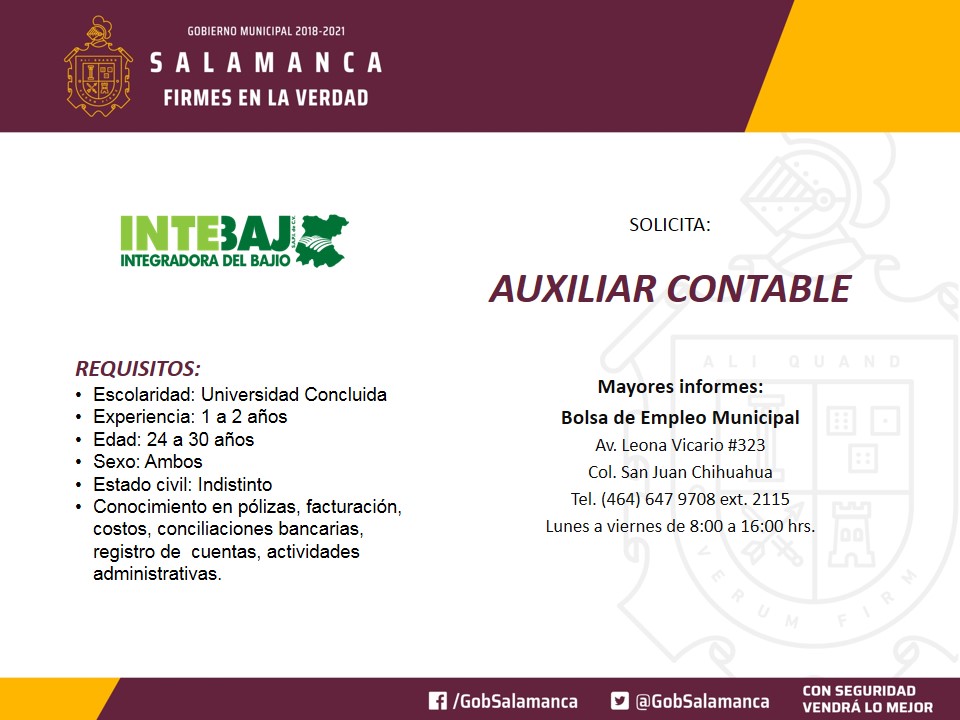 GOBIERNO MUNICIPAL 2018-2021
SALAMANCA
FIRMES EN LA VERDAD
INTEBAJ
S.A.P.I. de C.V.
INTEGRADORA DEL BAJIO
SOLICITA:
AUXILIAR CONTABLE
REQUISITOS:
• Escolaridad: Universidad Concluida
• Experiencia: 1 a 2 años
• Edad: 24 a 30 años
• Sexo: Ambos
• Estado civil: Indistinto
• Conocimiento en pólizas, facturación,
costos, conciliaciones bancarias,
registro de cuentas, actividades
administrativas.
Mayores informes:
Bolsa de Empleo Municipal
Av. Leona Vicario #323
Col. San Juan Chihuahua
Tel. (464) 647 9708 ext. 2115
Lunes a viernes de 8:00 a 16:00 hrs.
ALI QUAND
VERUM FIRM
/GobSalamanca
@GobSalamanca
CON SEGURIDAD
VENDRÁ LO MEJOR